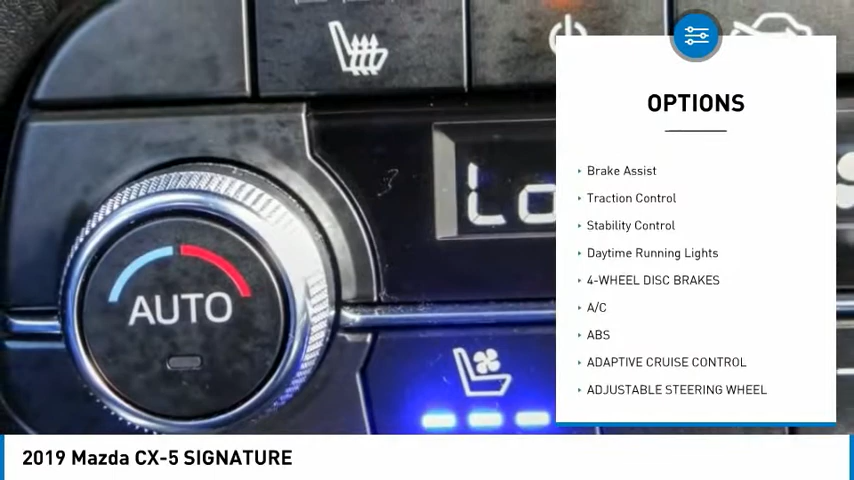 Lo
AUTO
OPTIONS
Brake Assist
Traction Control
Stability Control
Daytime Running Lights
4-WHEEL DISC BRAKES
A/C
ABS
ADAPTIVE CRUISE CONTROL
ADJUSTABLE STEERING WHEEL
2019 Mazda CX-5 SIGNATURE